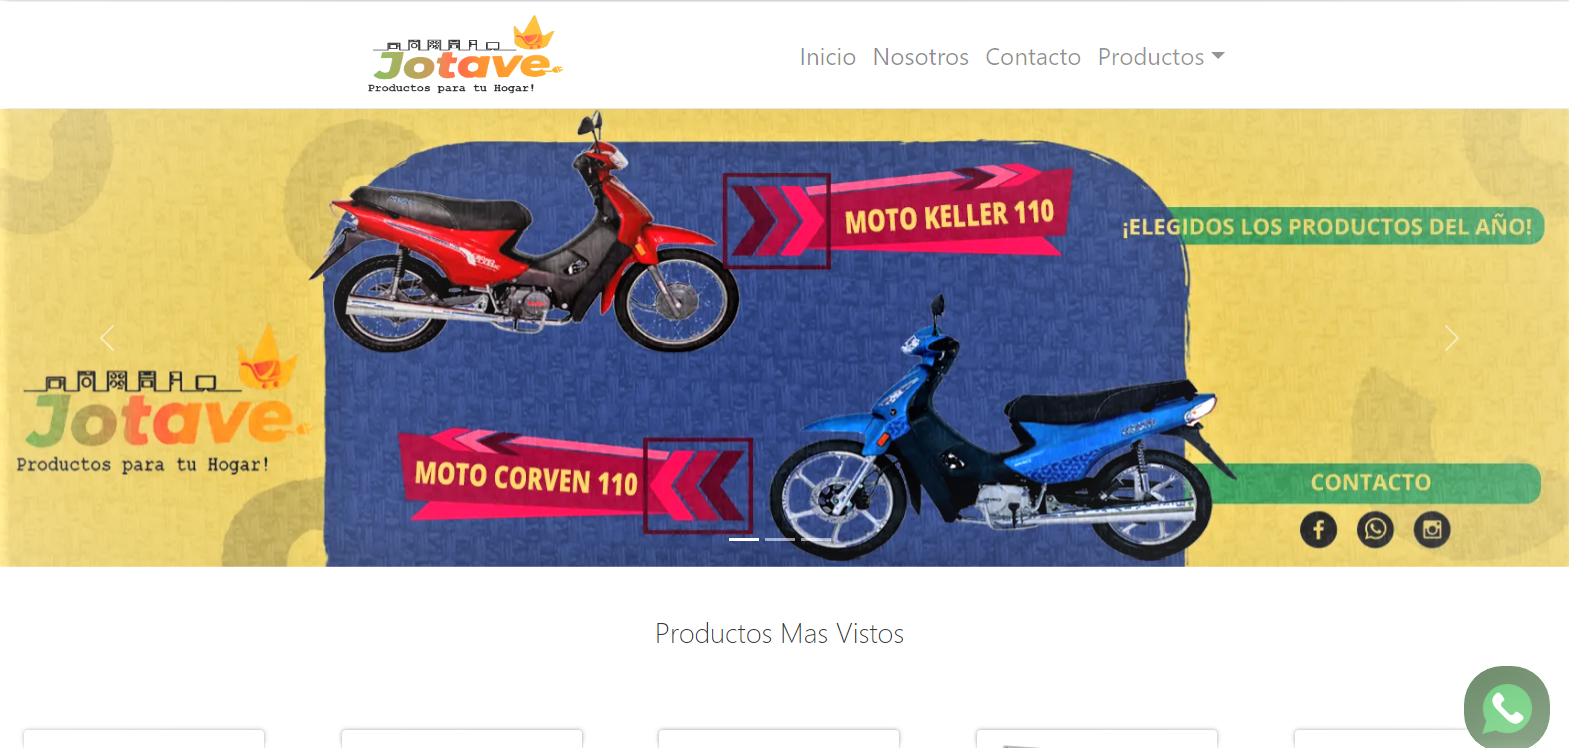 Jotave
Productos para tu Hogar!
Inicio Nosotros Contacto Productos
MOTO KELLER 110
¡ELEGIDOS LOS PRODUCTOS DEL AÑO!
Jotave
Productos para tu Hogar!
MOTO CORVEN 110
CONTACTO
Productos Mas Vistos